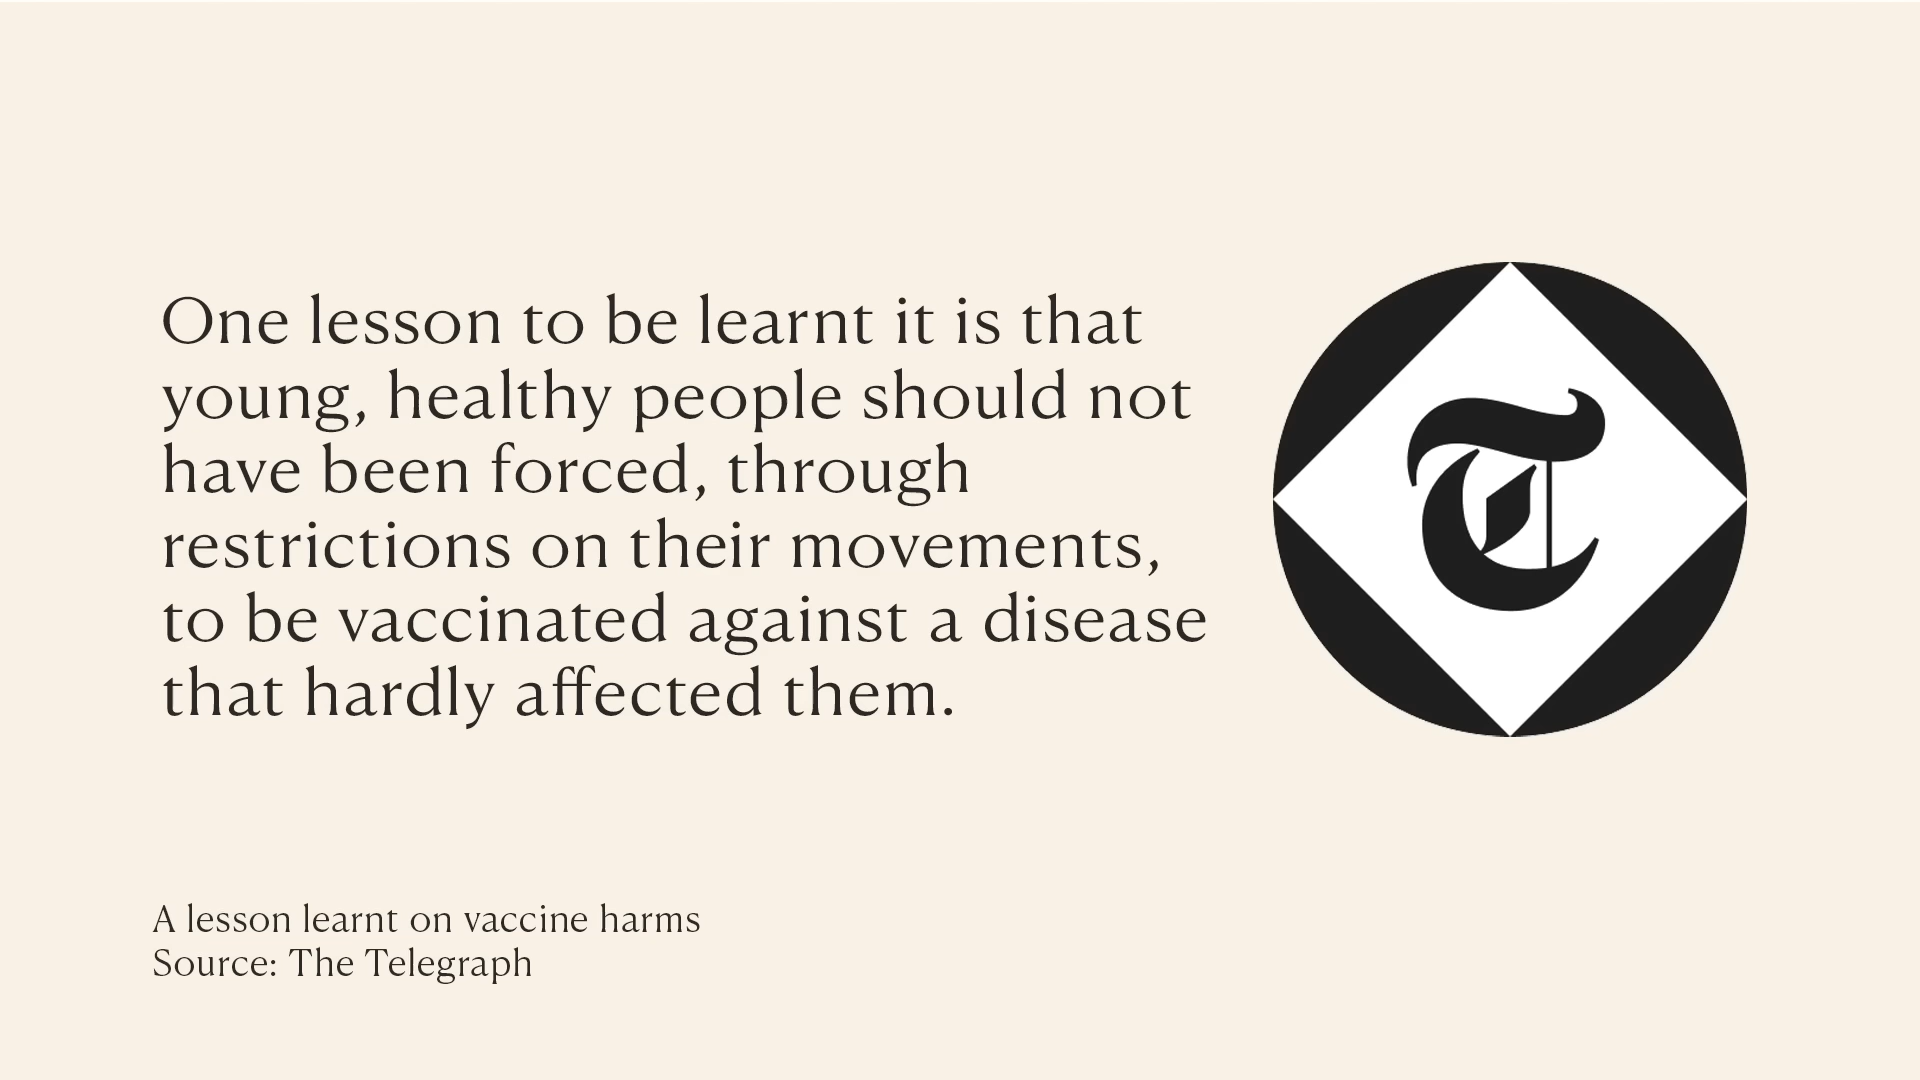 One lesson to be learnt it is that
young, healthy people should not
have been forced, through
restrictions on their movements,
to be vaccinated against a disease
that hardly affected them.
T
A lesson learnt on vaccine harms
Source: The Telegraph